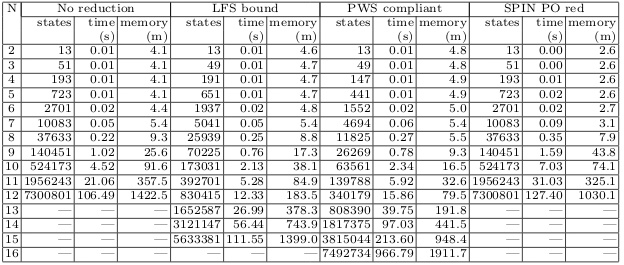 N No reduction LFS bound PWS compliant SPIN PO red
states time memory states time memory states time memory states time memory
(s) (m) (s) (m) (s) (m) (s) (m)
2 13 0.01 4.1 13 0.01 4.6 13 0.01 4.8 13 0.00 2.6
3 51 0.01 4.1 49 0.01 4.7 49 0.01 4.8 51 0.00 2.6
4 193 0.01 4.1 191 0.01 4.7 147 0.01 4.9 193 0.01 2.6
5 723 0.01 4.1 651 0.01 4.7 441 0.01 4.9 723 0.02 2.6
6 2701 0.02 4.4 1937 0.02 4.8 1552 0.02 5.0 2701 0.02 2.7
7 10083 0.05 5.4 5041 0.05 5.4 4694 0.06 5.4 10083 0.09 3.1
8 37633 0.22 9.3 25939 0.25 8.8 11825 0.27 5.5 37633 0.35 7.9
9 140451 1.02 25.6 70225 0.76 17.3 26269 0.78 9.3 140451 1.59 43.8
10 524173 4.52 91.6 173031 2.13 38.1 63561 2.34 16.5 524173 7.03 74.1
11 1956243 21.06 357.5 392701 5.28 84.9 139788 5.92 32.6 1956243 31.03 325.1
12 7300801 106.49 1422.5 830415 12.33 183.5 340179 15.86 79.5 7300801 127.40 1030.1
13 — — — 1652587 26.99 378.3 808390 39.75 191.8 — — —
14 — — — 3121147 56.44 743.9 1817375 97.03 441.5 — — —
15 — — — 5633381 111.55 1399.0 3815044 213.60 948.4 — — —
16 — — — — — — 7492734 966.79 1911.7 — — —